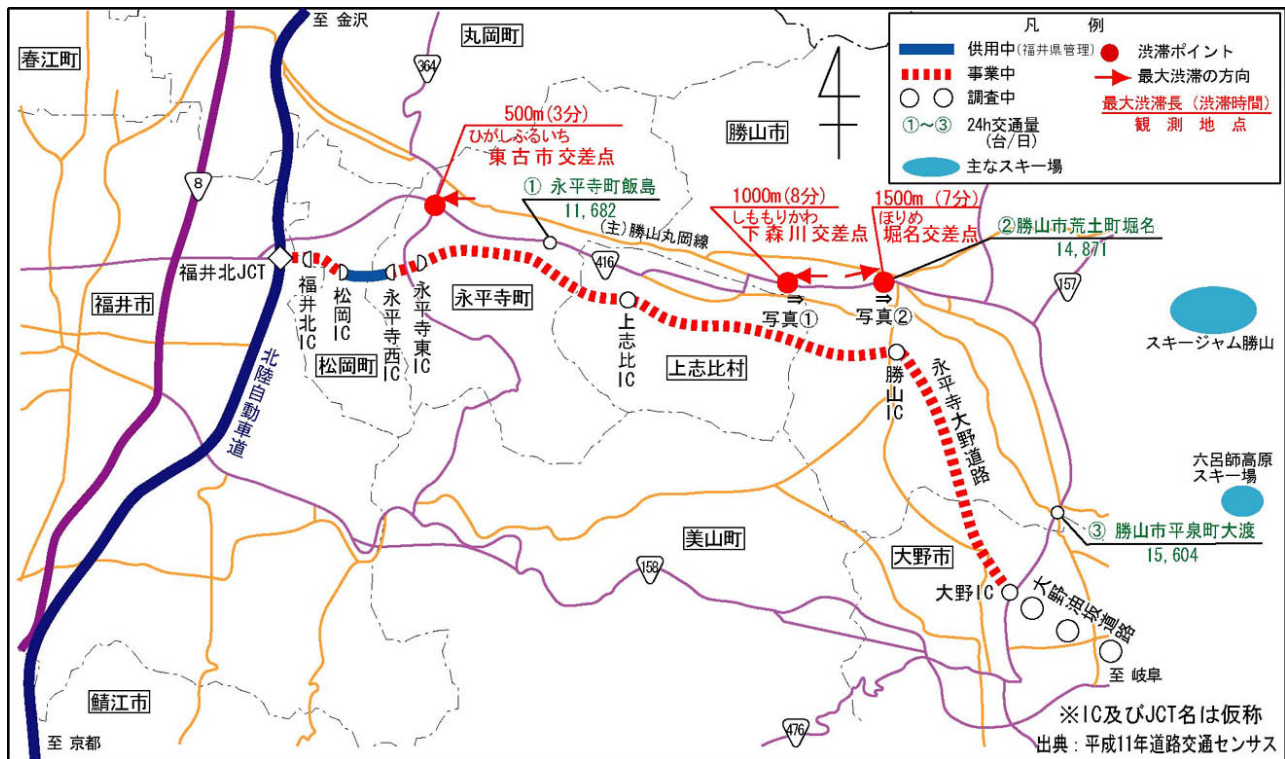 至 金沢
春江町
丸岡町
364
凡 例
供用中(福井県管理)
渋滞ポイント
事業中
最大渋滞の方向
調査中
最大渋滞長 (渋滞時間)
観測地点
①～③ 24h交通量
(台/日)
主なスキー場
500m(3分)
ひがしふるいち
東古市交差点
勝山市
8
① 永平寺町飯島
11,682
(主)勝山丸岡線
1000m(8分)
しももりかわ
下森川交差点
1500m (7分)
ほりめ
堀名交差点
②勝山市荒土町堀名
14,871
157
416
福井北JCT
福井北IC
松岡IC
永平寺西IC
永平寺東IC
永平寺町
上志比IC
⇒
写真①
⇒
写真②
スキージャム勝山
福井市
松岡町
上志比村
勝山IC
永平寺大野道路
北陸自動車道
六呂師高原
スキー場
③ 勝山市平泉町大渡
15,604
美山町
158
大野市
大野IC
大野油坂道路
至 岐阜
鯖江市
至 京都
476
※IC及びJCT名は仮称
出典：平成11年道路交通センサス